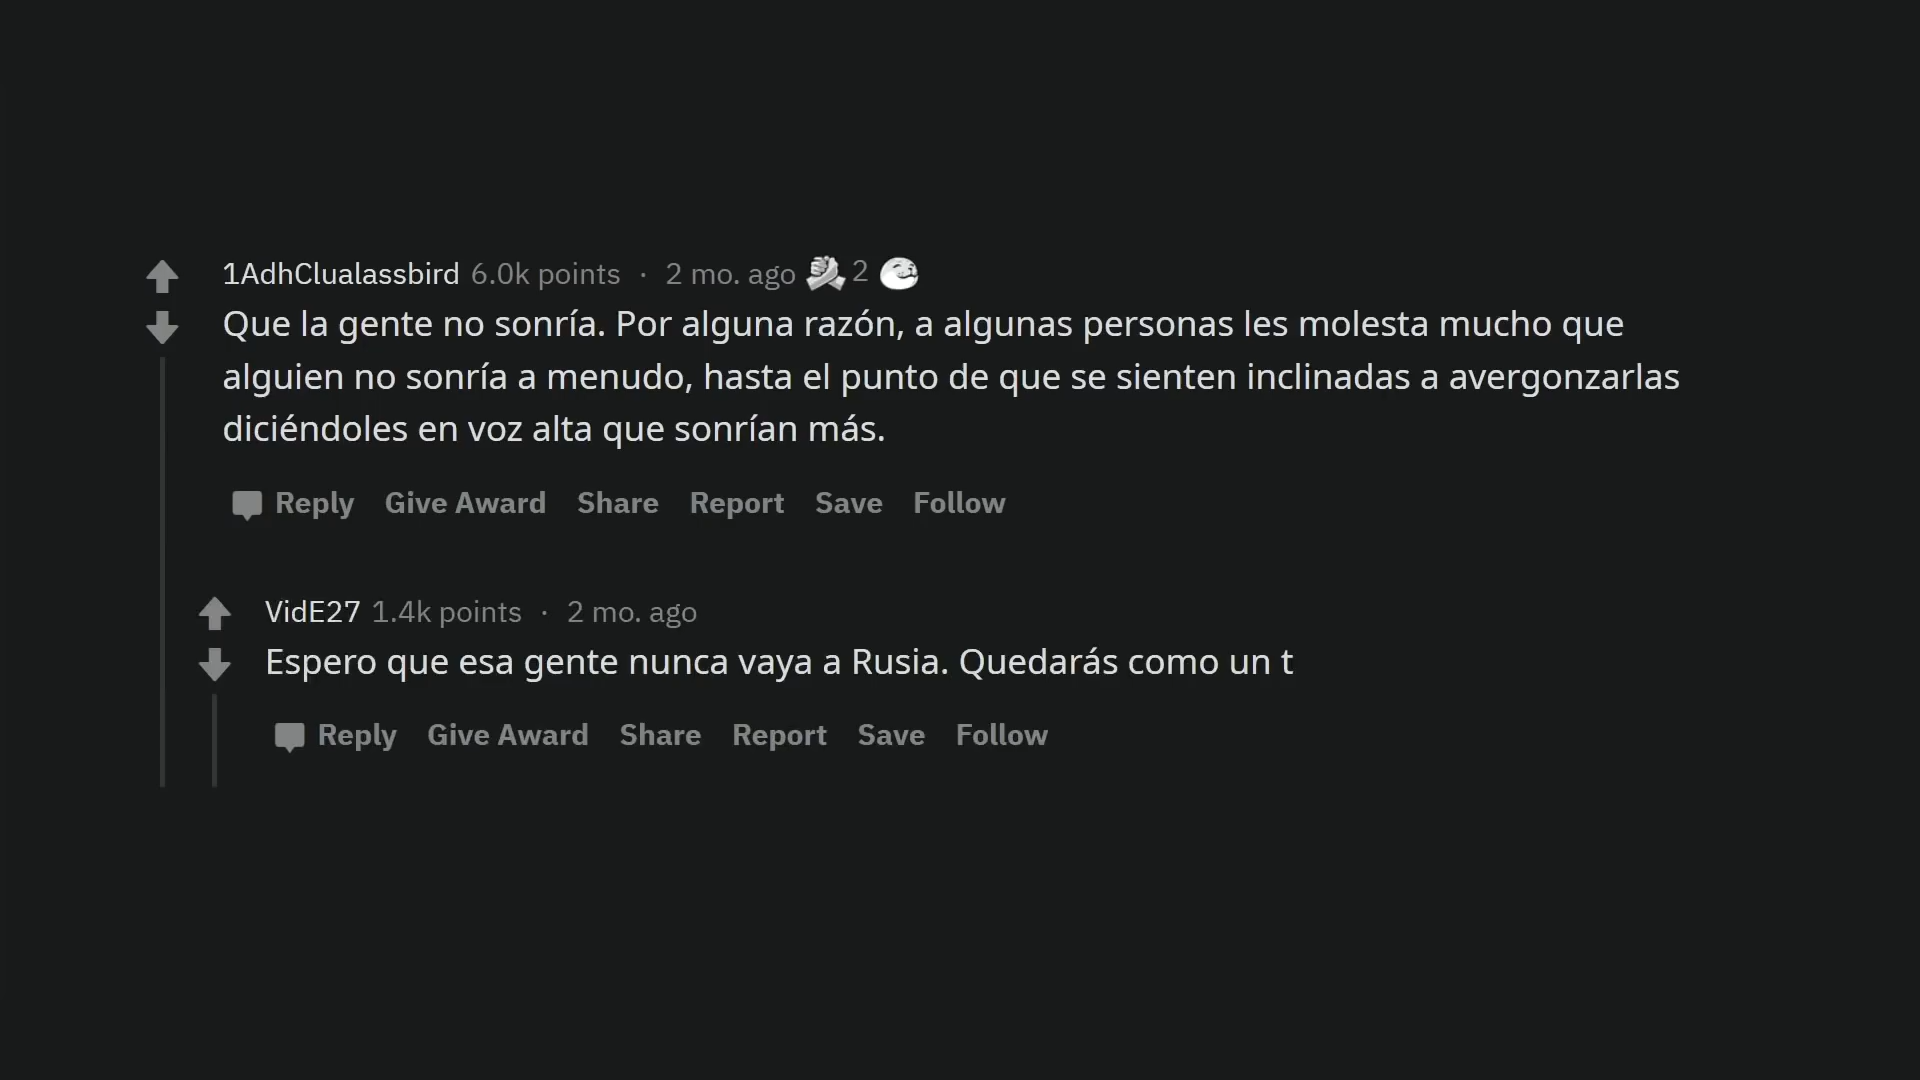 1AdhClualassbird 6.0k points · 2 mo. ago 2
Que la gente no sonría. Por alguna razón, a algunas personas les molesta mucho que
alguien no sonría a menudo, hasta el punto de que se sienten inclinadas a avergonzarlas
diciéndoles en voz alta que sonrían más.
Reply Give Award Share Report Save Follow
VidE27 1.4k points · 2 mo. ago
Espero que esa gente nunca vaya a Rusia. Quedarás como un t
Reply Give Award Share Report Save Follow